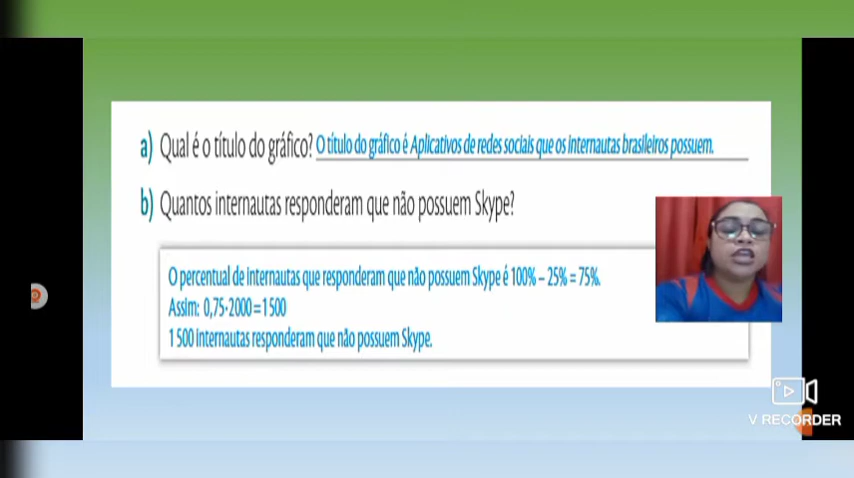 a) Qual é o título do gráfico? O título do gráfico é Aplicativos de redes sociais que os internautas brasileiros possuem.
b) Quantos internautas responderam que não possuem Skype?
O percentual de internautas que responderam que não possuem Skype é 100% – 25% = 75%.
Assim: 0,75·2000 = 1 500
1 500 internautas responderam que não possuem Skype.
V RECORDER